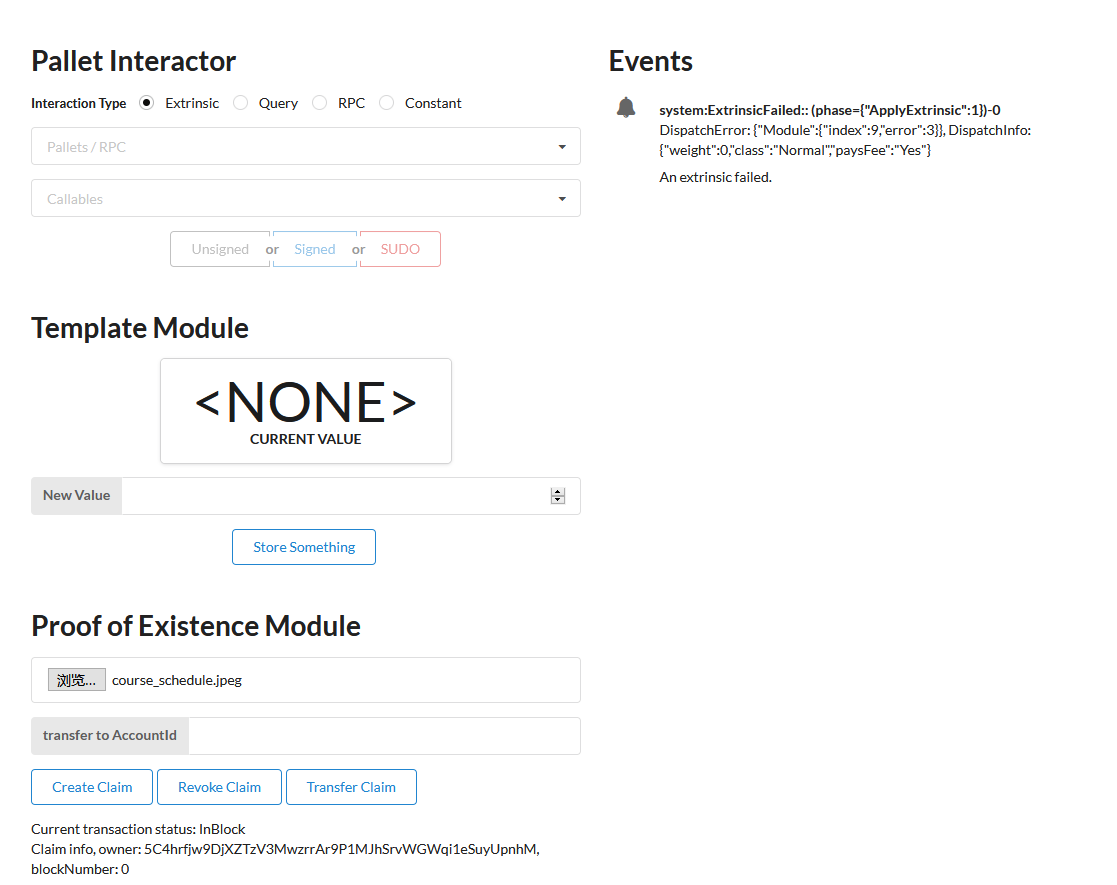 Pallet Interactor
Interaction Type Extrinsic Query RPC Constant
Pallets / RPC
Callables
Unsigned or Signed or SUDO
Template Module
<NONE>
CURRENT VALUE
New Value
Store Something
Proof of Existence Module
浏览... course_schedule.jpeg
transfer to AccountId
Create Claim Revoke Claim Transfer Claim
Current transaction status: InBlock
Claim info, owner: 5C4hrfjw9DjXZTzV3MwzrrAr9P1MJhSrvWGWqi1eSuyUpnhM,
blockNumber: 0
Events
system:ExtrinsicFailed:: (phase={"ApplyExtrinsic":1})-0
DispatchError: {"Module":{"index":9,"error":3}}, DispatchInfo:
{"weight":0,"class":"Normal","paysFee":"Yes"}
An extrinsic failed.